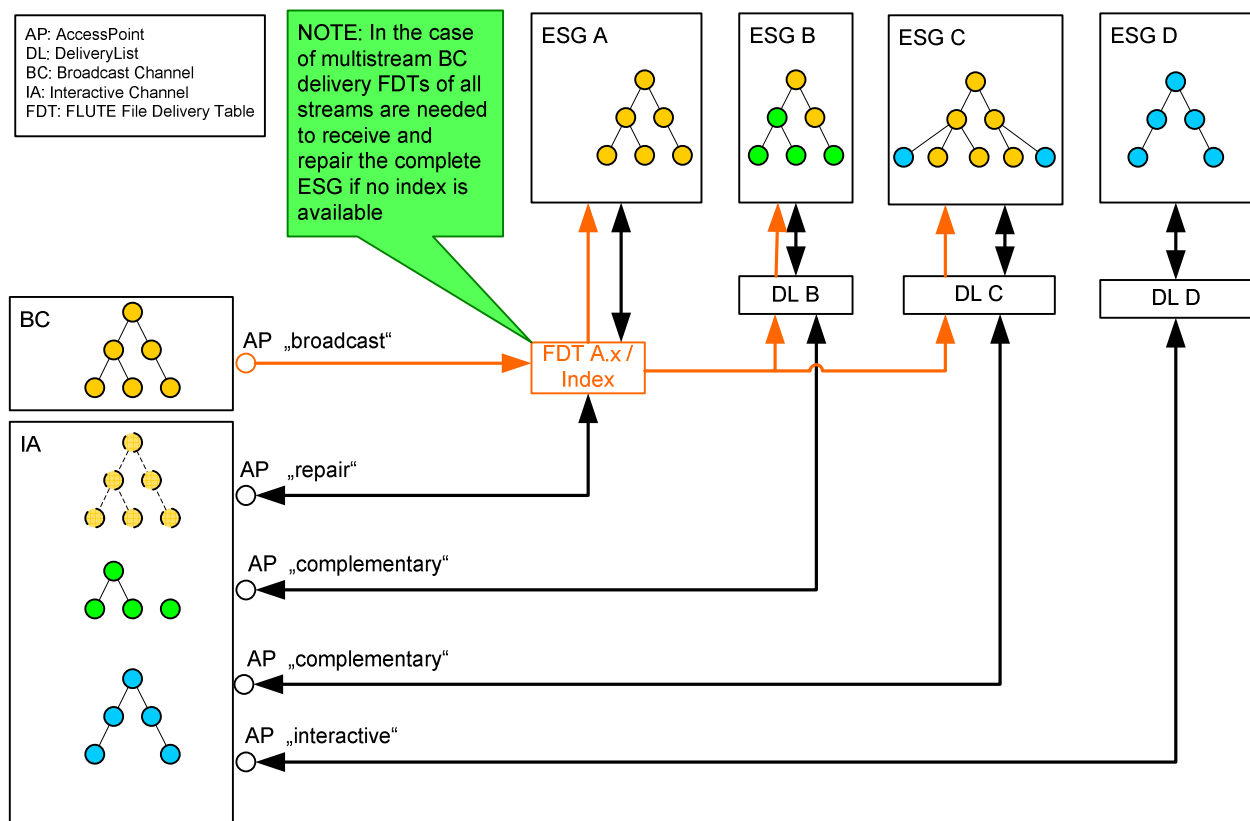 AP: AccessPoint
DL: DeliveryList
BC: Broadcast Channel
IA: Interactive Channel
FDT: FLUTE File Delivery Table
NOTE: In the case
of multistream BC
delivery FDTs of all
streams are needed
to receive and
repair the complete
ESG if no index is
available
ESG A
ESG B
ESG C
ESG D
DL B
DL C
DL D
BC
AP „broadcast“
FDT A.x /
Index
IA
AP „repair“
AP „complementary“
AP „complementary“
AP „interactive“